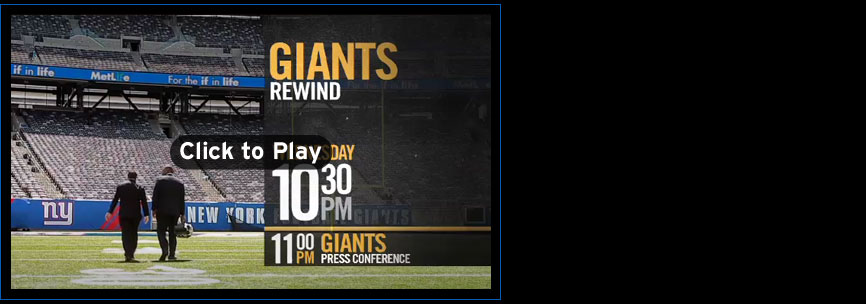 if in life
MetLife
For the if in life
GIANTS
REWIND
Click to Play
10 30
PM
ny
NEW YORK
GIANTS
11 00
PM
GIANTS
PRESS CONFERENCE